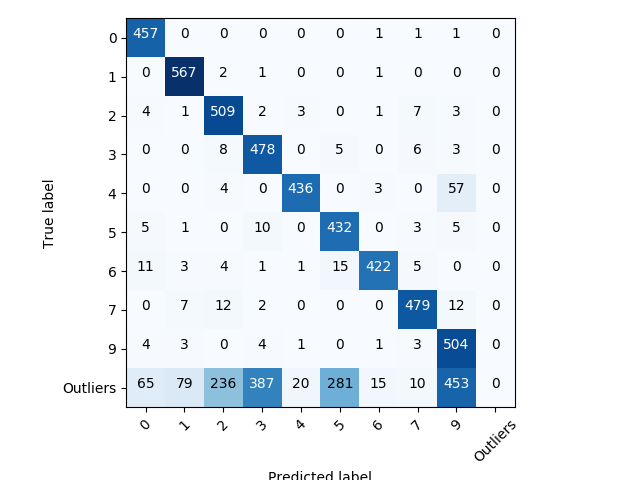 0 457 0 0 0 0 0 1 1 1 0
1 0 567 2 1 0 0 1 0 0 0
2 4 1 509 2 3 0 1 7 3 0
3 0 0 8 478 0 5 0 6 3 0
4 0 0 4 0 436 0 3 0 57 0
5 5 1 0 10 0 432 0 3 5 0
6 11 3 4 1 1 15 422 5 0 0
7 0 7 12 2 0 0 0 479 12 0
9 4 3 0 4 1 0 1 3 504 0
Outliers 65 79 236 387 20 281 15 10 453 0
0 1 2 3 4 5 6 7 9 Outliers
True label
Predicted label